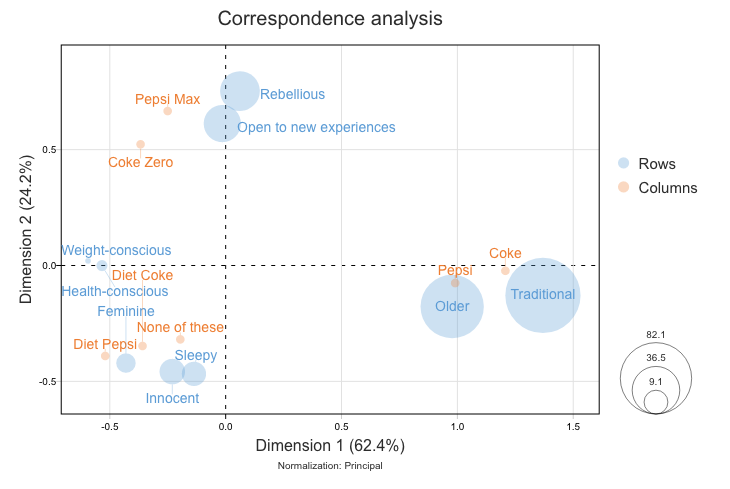 Correspondence analysis
Pepsi Max
Rebellious
Open to new experiences
Coke Zero
Rows
Columns
Weight-conscious
Coke
Diet Coke
Pepsi
Health-conscious
Traditional
Older
Feminine
None of these
Diet Pepsi
Sleepy
Innocent
0.5
0.0
-0.5
Dimension 2 (24.2%)
-0.5
0.0
0.5
1.0
1.5
Dimension 1 (62.4%)
Normalization: Principal
82.1
36.5
9.1